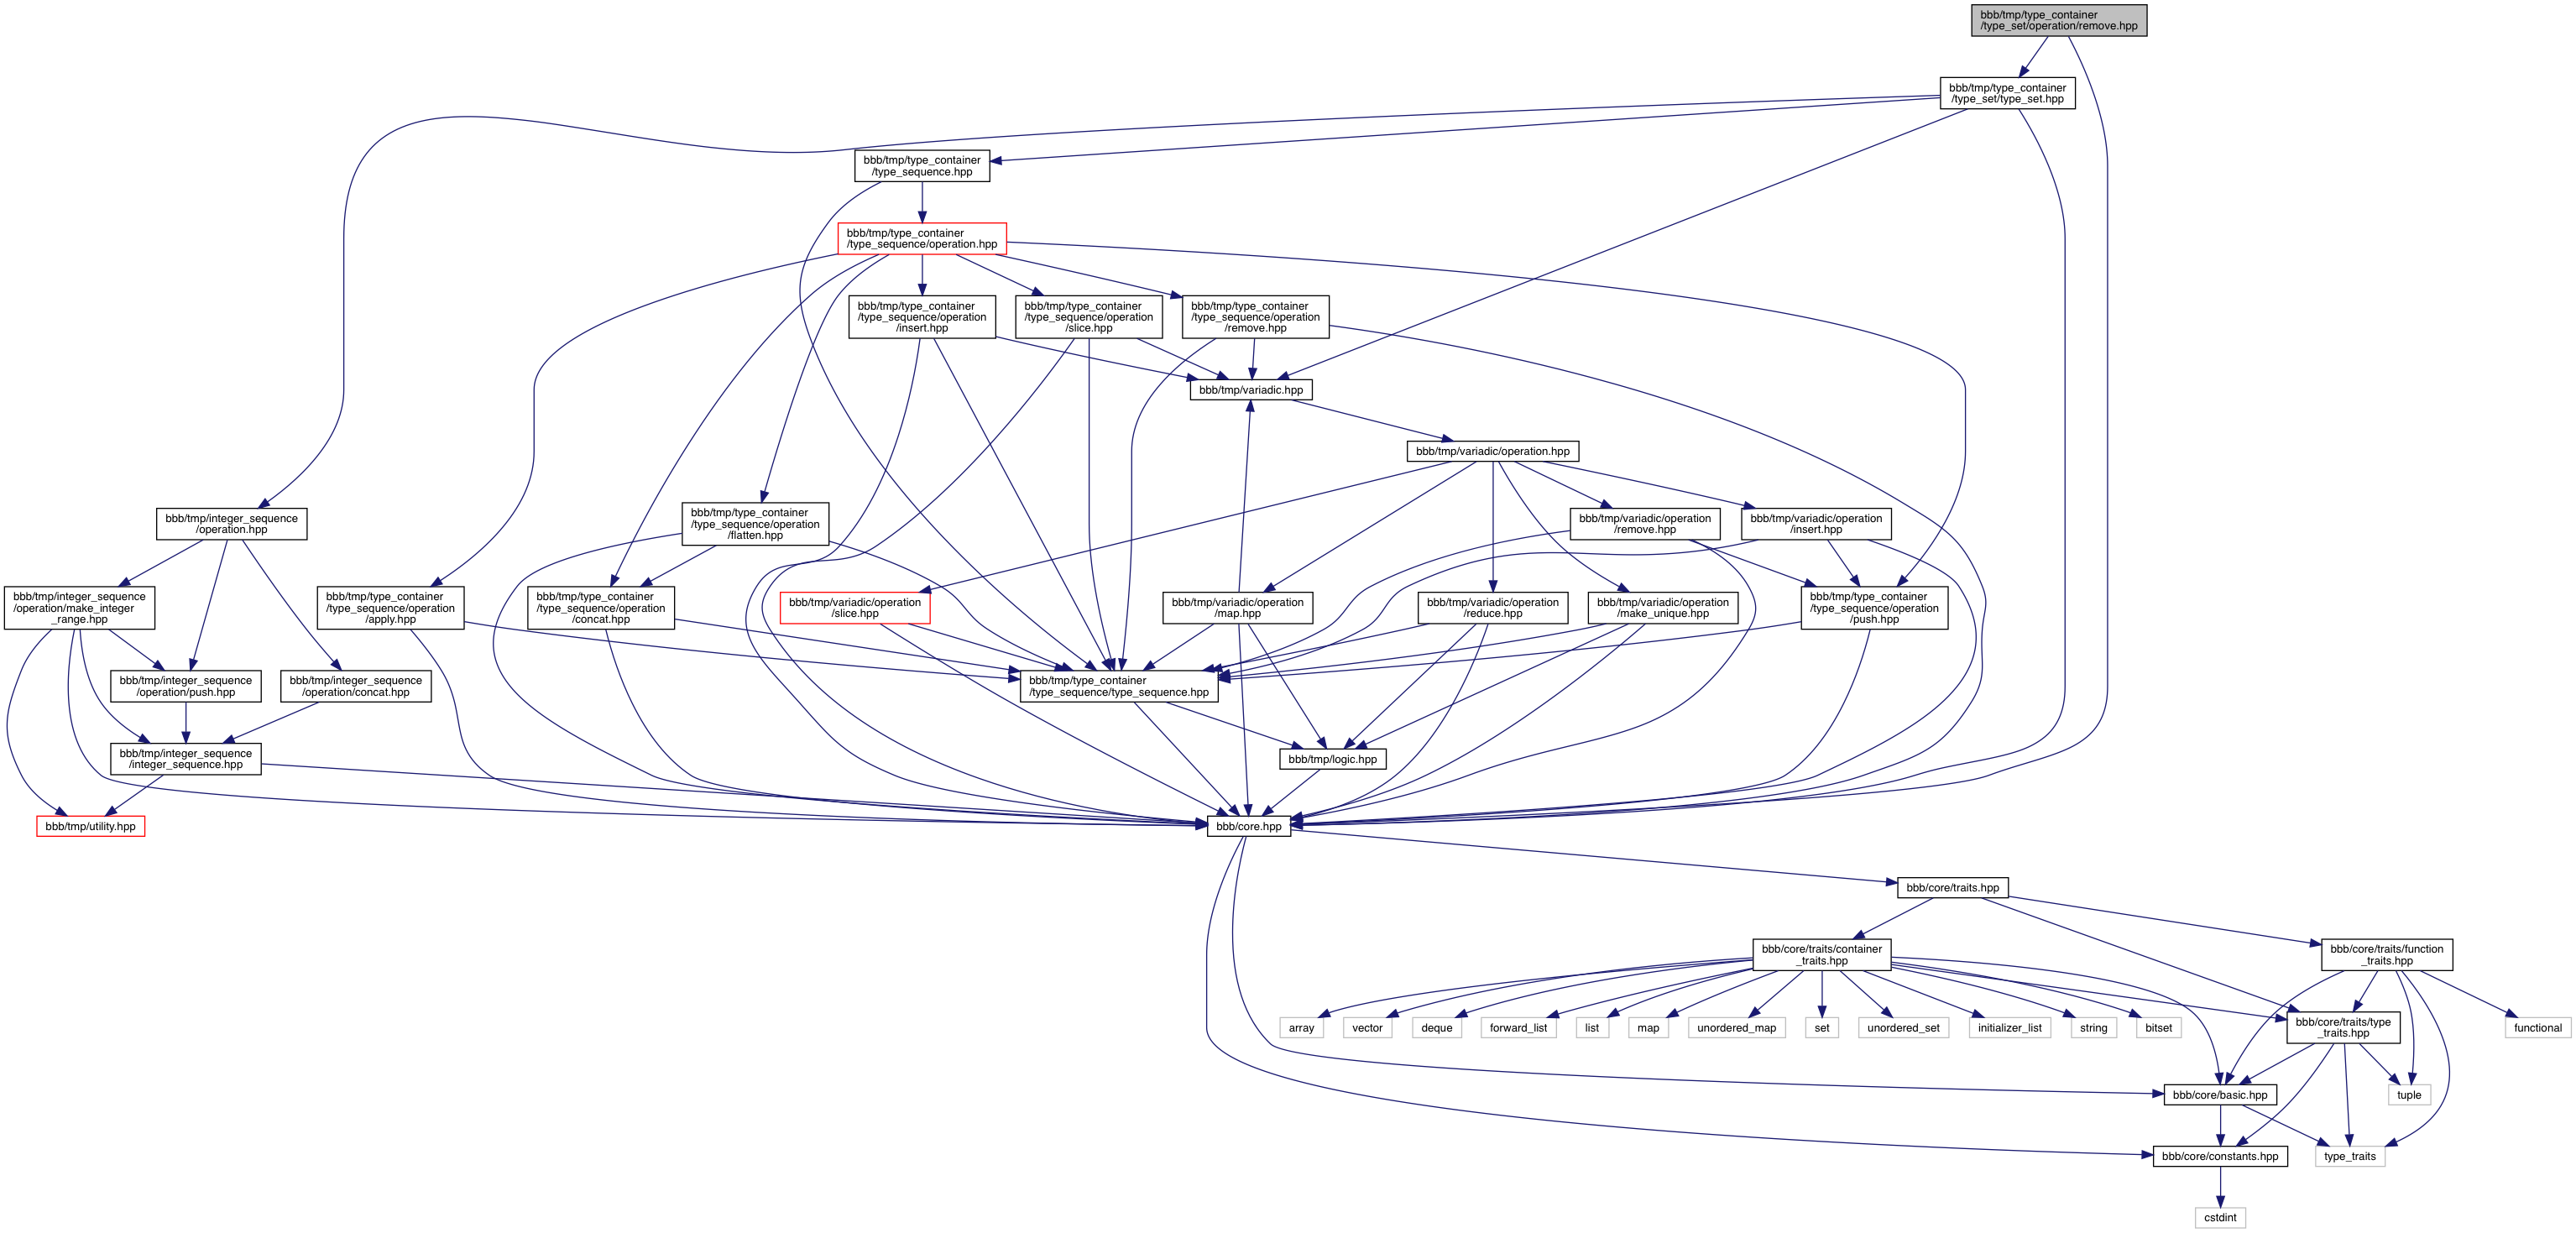 bbb/tmp/type_container
/type_set/operation/remove.hpp
bbb/tmp/type_container
/type_set/type_set.hpp
bbb/tmp/type_container
/type_sequence.hpp
bbb/tmp/type_container
/type_sequence/operation.hpp
bbb/tmp/type_container
/type_sequence/operation
/insert.hpp
bbb/tmp/type_container
/type_sequence/operation
/slice.hpp
bbb/tmp/type_container
/type_sequence/operation
/remove.hpp
bbb/tmp/variadic.hpp
bbb/tmp/variadic/operation.hpp
bbb/tmp/integer_sequence
/operation.hpp
bbb/tmp/type_container
/type_sequence/operation
/flatten.hpp
bbb/tmp/variadic/operation
/remove.hpp
bbb/tmp/variadic/operation
/insert.hpp
bbb/tmp/integer_sequence
/operation/make_integer
_range.hpp
bbb/tmp/type_container
/type_sequence/operation
/apply.hpp
bbb/tmp/type_container
/type_sequence/operation
/concat.hpp
bbb/tmp/variadic/operation
/slice.hpp
bbb/tmp/variadic/operation
/map.hpp
bbb/tmp/variadic/operation
/reduce.hpp
bbb/tmp/variadic/operation
/make_unique.hpp
bbb/tmp/type_container
/type_sequence/operation
/push.hpp
bbb/tmp/integer_sequence
/operation/push.hpp
bbb/tmp/integer_sequence
/operation/concat.hpp
bbb/tmp/type_container
/type_sequence/type_sequence.hpp
bbb/tmp/integer_sequence
/integer_sequence.hpp
bbb/tmp/logic.hpp
bbb/tmp/utility.hpp
bbb/core.hpp
bbb/core/traits.hpp
bbb/core/traits/container
_traits.hpp
bbb/core/traits/function
_traits.hpp
array
vector
deque
forward_list
list
map
unordered_map
set
unordered_set
initializer_list
string
bitset
bbb/core/traits/type
_traits.hpp
functional
bbb/core/basic.hpp
tuple
bbb/core/constants.hpp
type_traits
cstdint